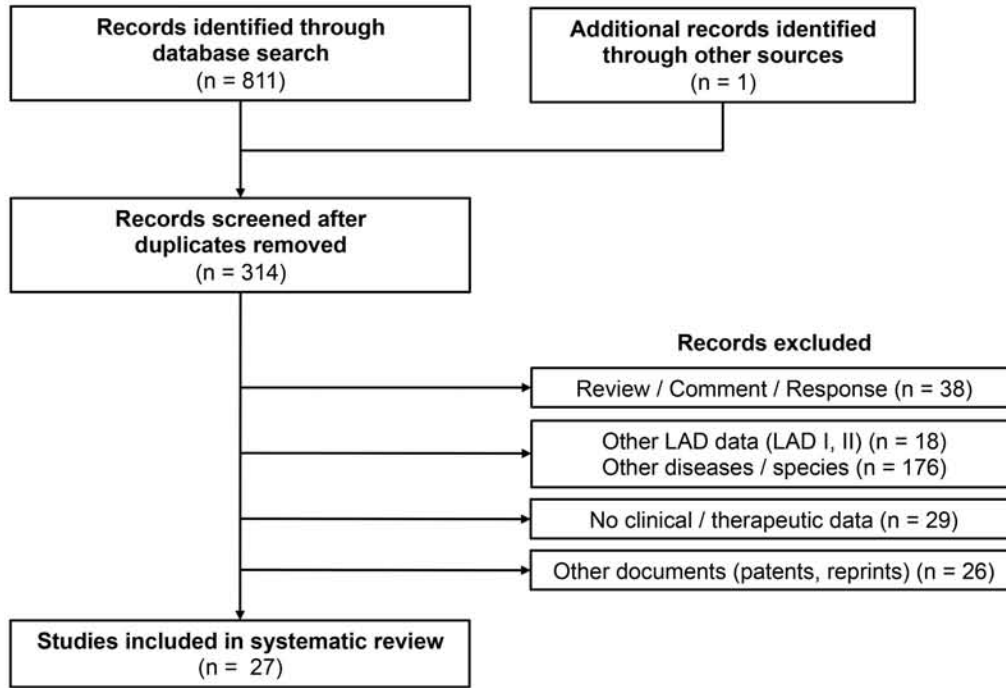 Records identified through
database search
(n = 811)
Additional records identified
through other sources
(n = 1)
Records screened after
duplicates removed
(n = 314)
Records excluded
Review / Comment / Response (n = 38)
Other LAD data (LAD I, II) (n = 18)
Other diseases / species (n = 176)
No clinical / therapeutic data (n = 29)
Other documents (patents, reprints) (n = 26)
Studies included in systematic review
(n = 27)